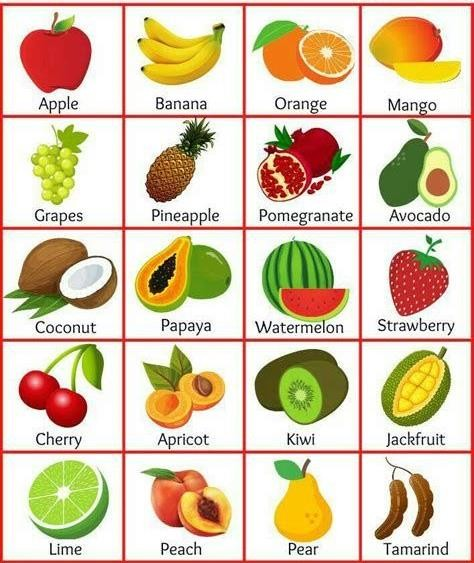 Apple
Banana
Orange
Mango
Grapes
Pineapple
Pomegranate
Avocado
Coconut
Papaya
Watermelon
Strawberry
Cherry
Apricot
Kiwi
Jackfruit
Lime
Peach
Pear
Tamarind